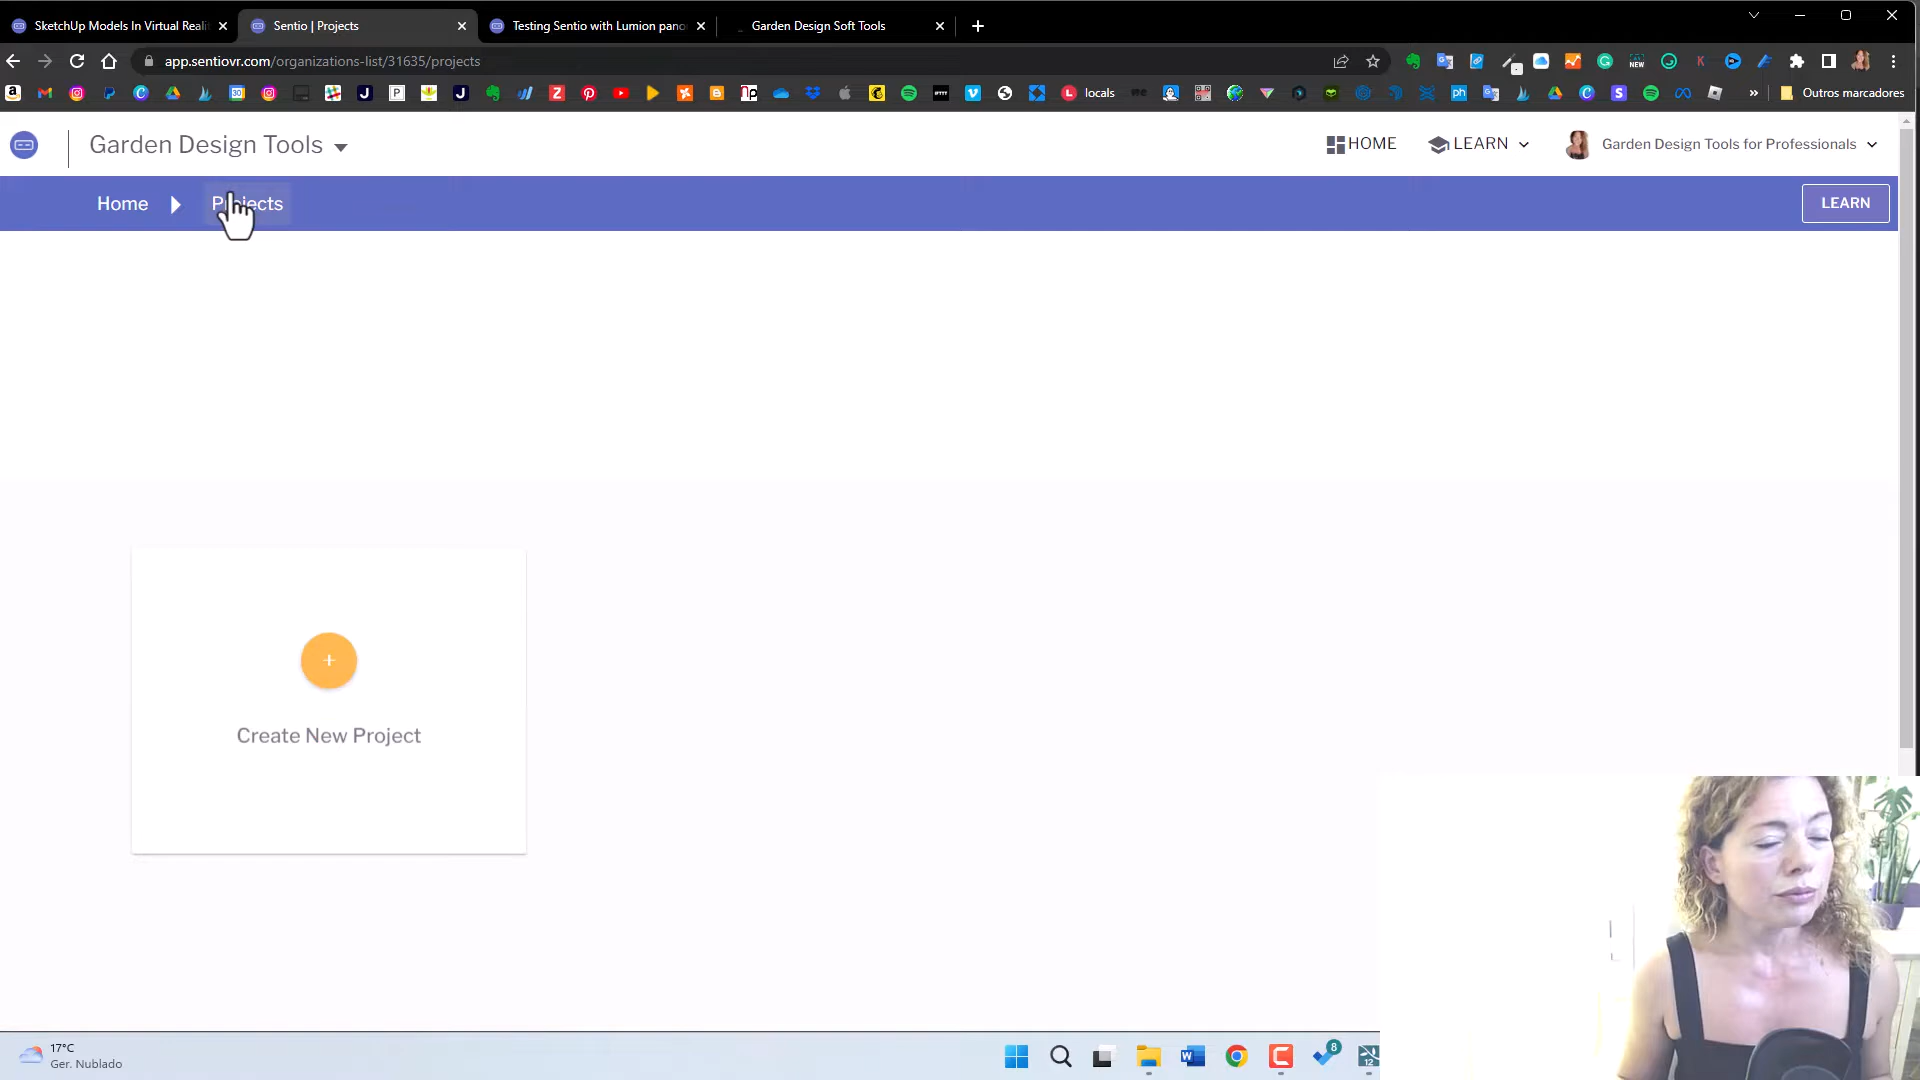 SketchUp Models In Virtual Reali
Sentio | Projects
Testing Sentio with Lumion pano
Garden Design Soft Tools
app.sentiovr.com/organizations-list/31635/projects
locals
Outros marcadores
Garden Design Tools
HOME
LEARN
Garden Design Tools for Professionals
Home
Projects
LEARN
+
Create New Project
17°C
Ger. Nublado
8
12